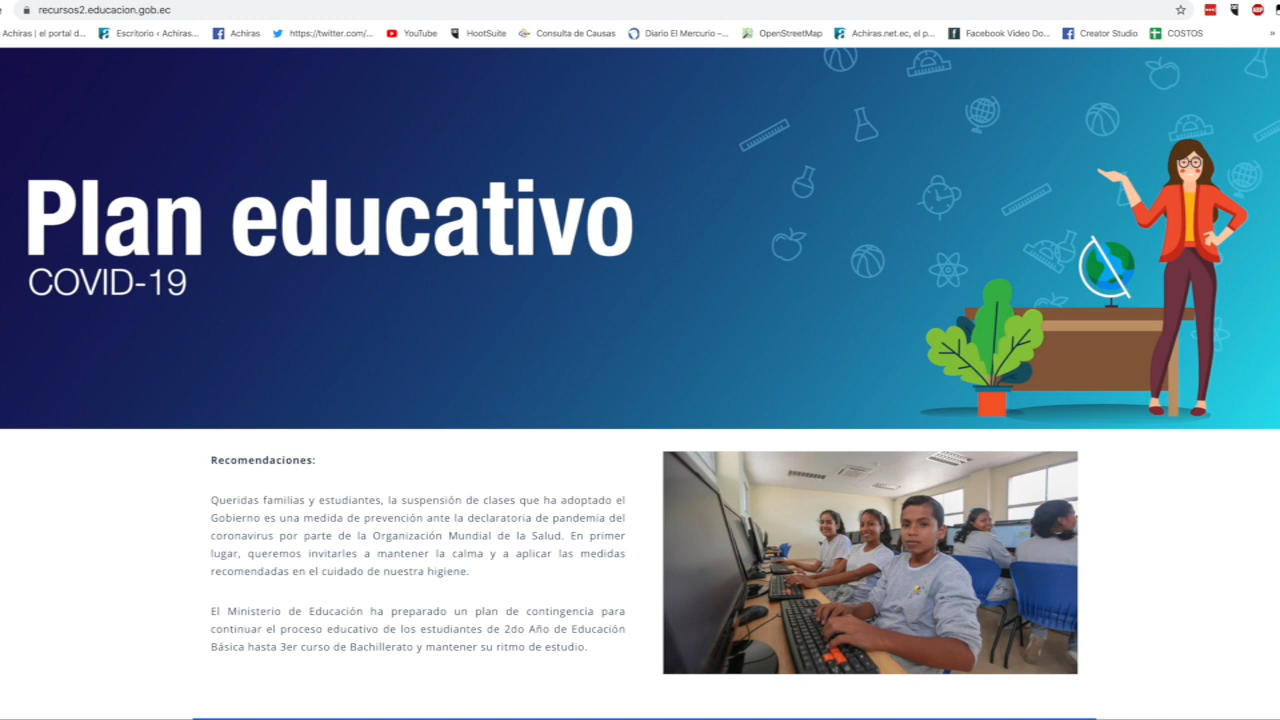 recursos2.educacion.gob.ec
Achiras | el portal d...
Escritorio ‹ Achiras...
Achiras
https://twitter.com/...
YouTube
HootSuite
Consulta de Causas
Diario El Mercurio –...
OpenStreetMap
Achiras.net.ec, el p...
Facebook Video Do...
Creator Studio
COSTOS
»
Plan educativo
COVID-19
Recomendaciones:
Queridas familias y estudiantes, la suspensión de clases que ha adoptado el
Gobierno es una medida de prevención ante la declaratoria de pandemia del
coronavirus por parte de la Organización Mundial de la Salud. En primer
lugar, queremos invitarles a mantener la calma y a aplicar las medidas
recomendadas en el cuidado de nuestra higiene.
El Ministerio de Educación ha preparado un plan de contingencia para
continuar el proceso educativo de los estudiantes de 2do Año de Educación
Básica hasta 3er curso de Bachillerato y mantener su ritmo de estudio.